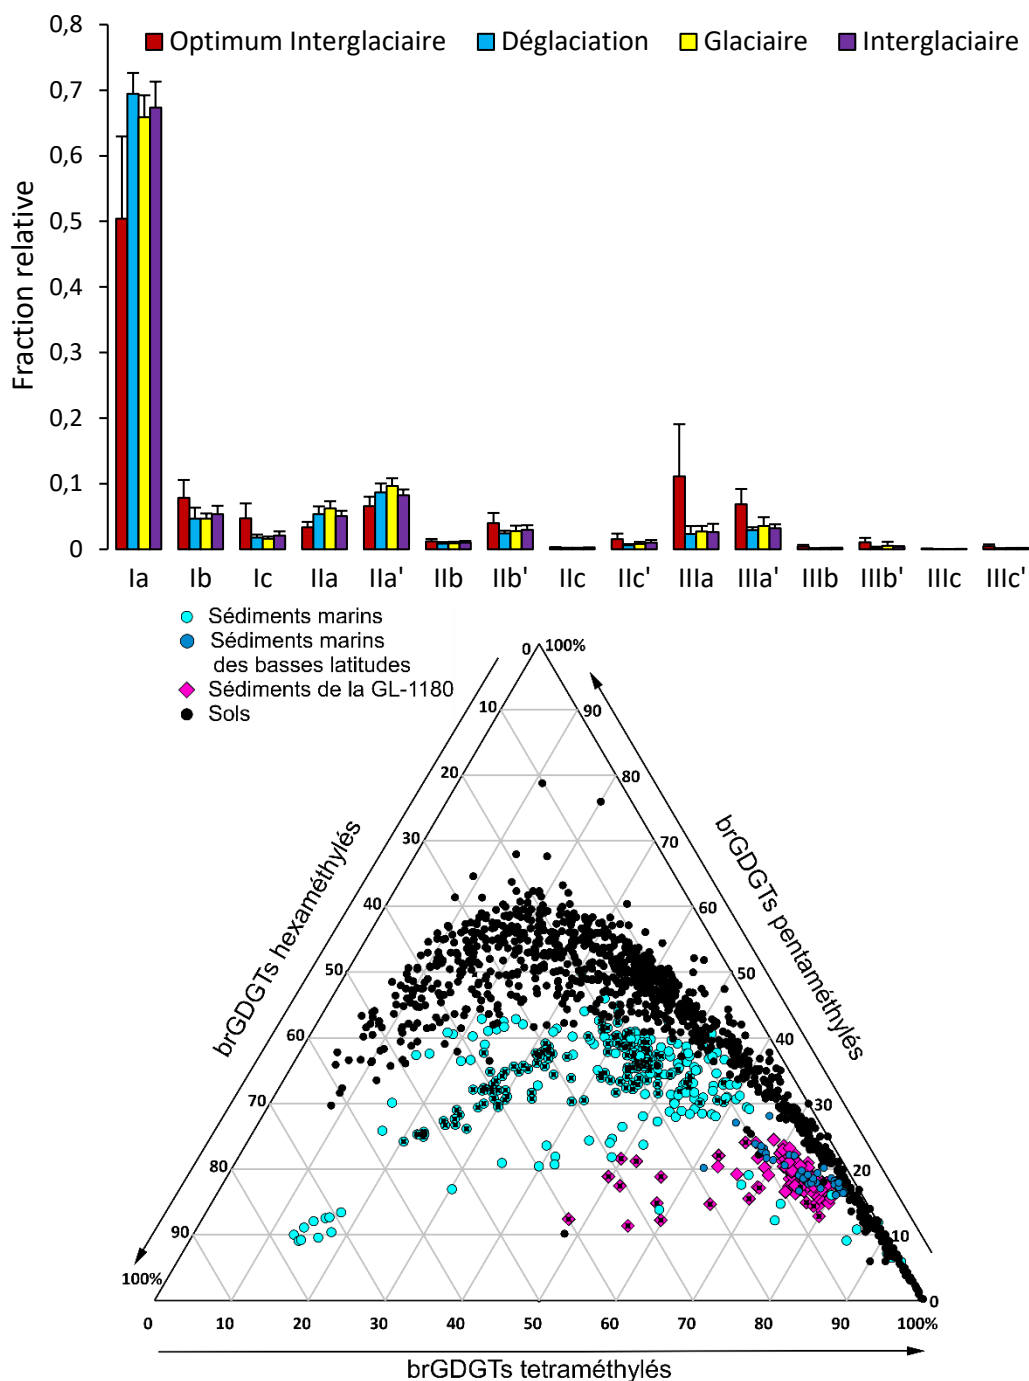 0,8
Optimum Interglaciaire Déglaciation Glaciaire Interglaciaire
0,7
0,6
0,5
0,4
0,3
0,2
0,1
0
Fraction relative
Ia Ib Ic IIa IIa' IIb IIb' IIc IIc' IIIa IIIa' IIIb IIIb' IIIc IIIc'
Sédiments marins
Sédiments marins
des basses latitudes
Sédiments de la GL-1180
Sols
0 100%
10 90
20 80
30 70
40 60
50 50
60 40
70 30
80 20
90 10
100% 0
brGDGTs hexaméthylés
brGDGTs pentaméthylés
0 10 20 30 40 50 60 70 80 90 100%
brGDGTs tetraméthylés